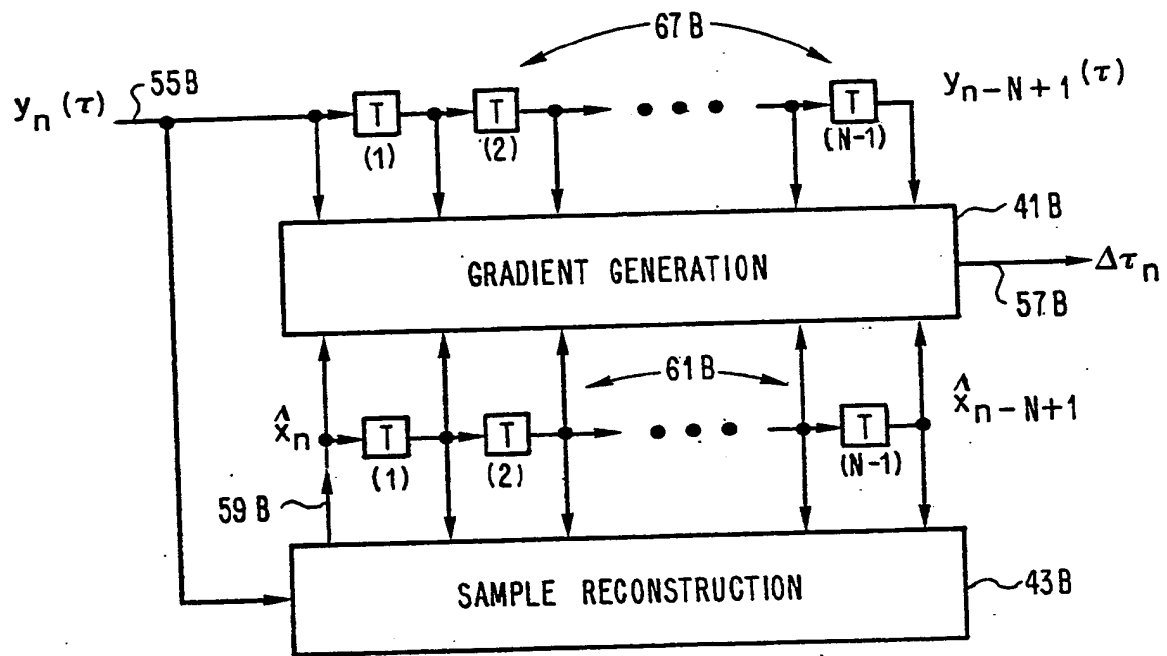 67B
55B
yₙ(τ)
T
T
T
yₙ₋N₊₁(τ)
(1)
(2)
(N-1)
41B
GRADIENT GENERATION
Δτₙ
57B
61B
x̂ₙ
T
T
T
x̂ₙ₋N₊₁
(1)
(2)
(N-1)
59B
SAMPLE RECONSTRUCTION
43B